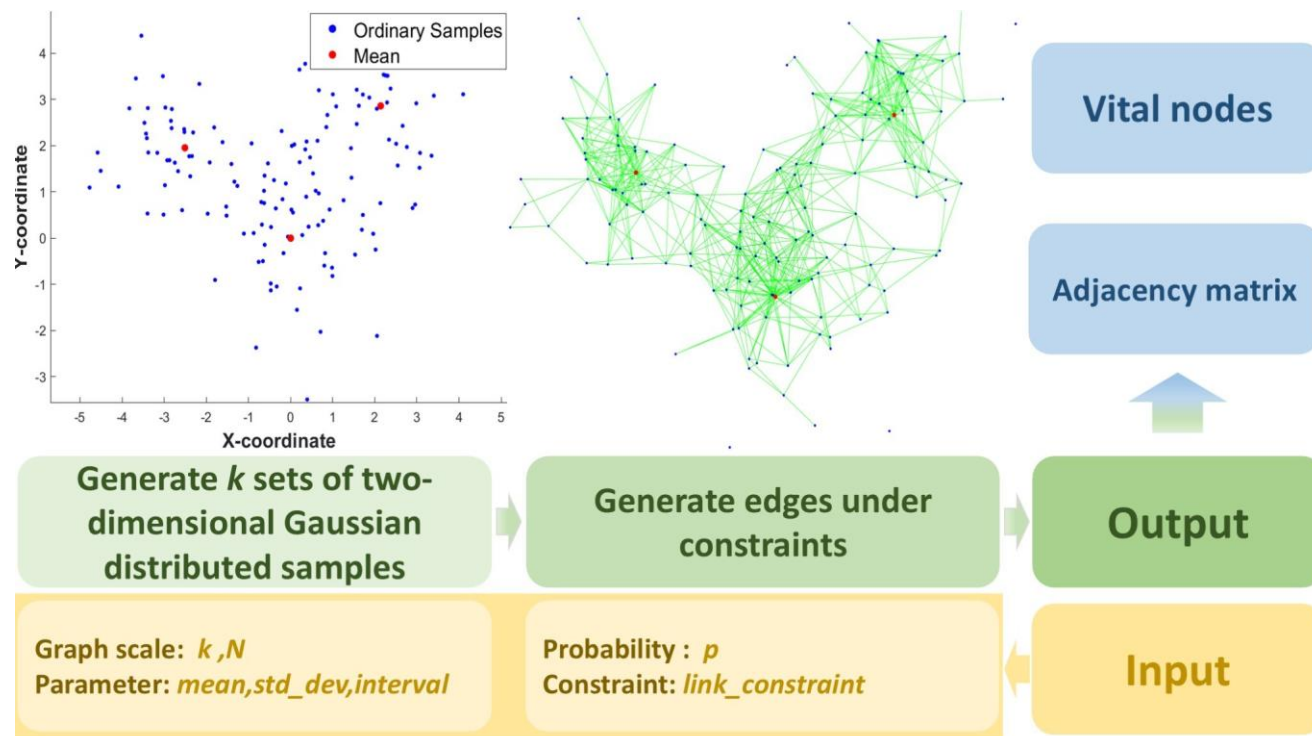 Ordinary Samples
Mean
4
3
2
1
0
-1
-2
-3
Y-coordinate
-5 -4 -3 -2 -1 0 1 2 3 4 5
X-coordinate
Vital nodes
Adjacency matrix
Generate k sets of two-
dimensional Gaussian
distributed samples
Generate edges under
constraints
Output
Graph scale: k ,N
Parameter: mean,std_dev,interval
Probability : p
Constraint: link_constraint
Input